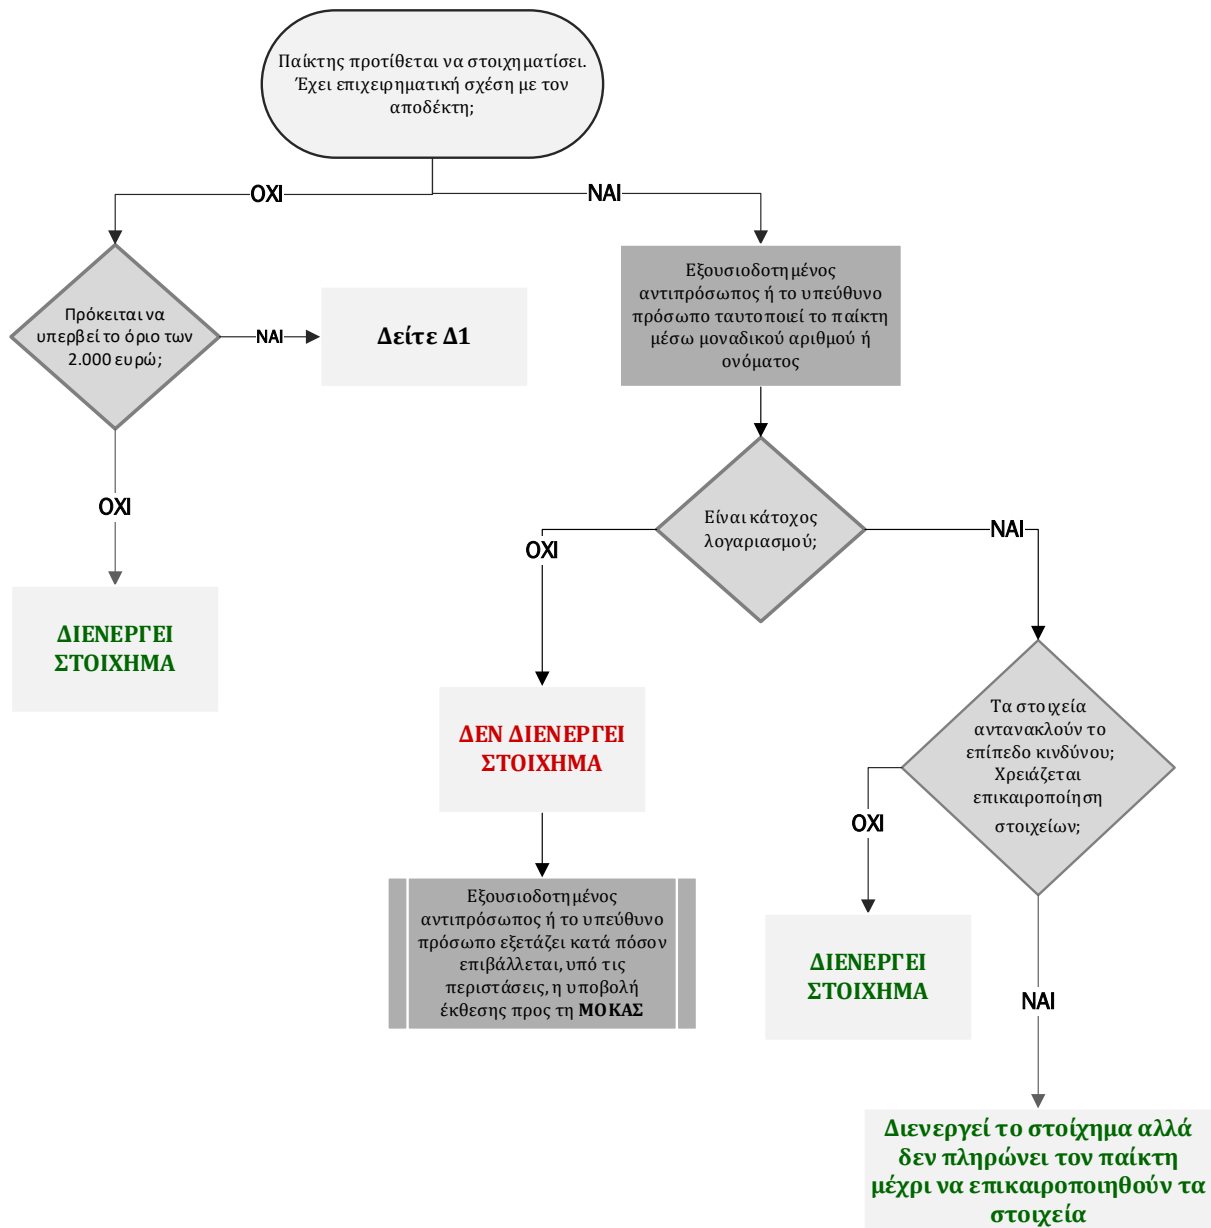 Παίκτης προτίθεται να στοιχηματίσει.
Έχει επιχειρηματική σχέση με τον
αποδέκτη;
ΟΧΙ
ΝΑΙ
Πρόκειται να
υπερβεί το όριο των
2.000 ευρώ;
ΝΑΙ
Δείτε Δ1
Εξουσιοδοτημένος
αντιπρόσωπος ή το υπεύθυνο
πρόσωπο ταυτοποιεί το παίκτη
μέσω μοναδικού αριθμού ή
ονόματος
ΟΧΙ
ΔΙΕΝΕΡΓΕΙ
ΣΤΟΙΧΗΜΑ
Είναι κάτοχος
λογαριασμού;
ΟΧΙ
ΝΑΙ
ΔΕΝ ΔΙΕΝΕΡΓΕΙ
ΣΤΟΙΧΗΜΑ
Εξουσιοδοτημένος
αντιπρόσωπος ή το υπεύθυνο
πρόσωπο εξετάζει κατά πόσον
επιβάλλεται, υπό τις
περιστάσεις, η υποβολή
έκθεσης προς τη ΜΟΚΑΣ
Τα στοιχεία
αντανακλούν το
επίπεδο κινδύνου;
Χρειάζεται
επικαιροποίηση
στοιχείων;
ΟΧΙ
ΔΙΕΝΕΡΓΕΙ
ΣΤΟΙΧΗΜΑ
ΝΑΙ
Διενεργεί το στοίχημα αλλά
δεν πληρώνει τον παίκτη
μέχρι να επικαιροποιηθούν τα
στοιχεία